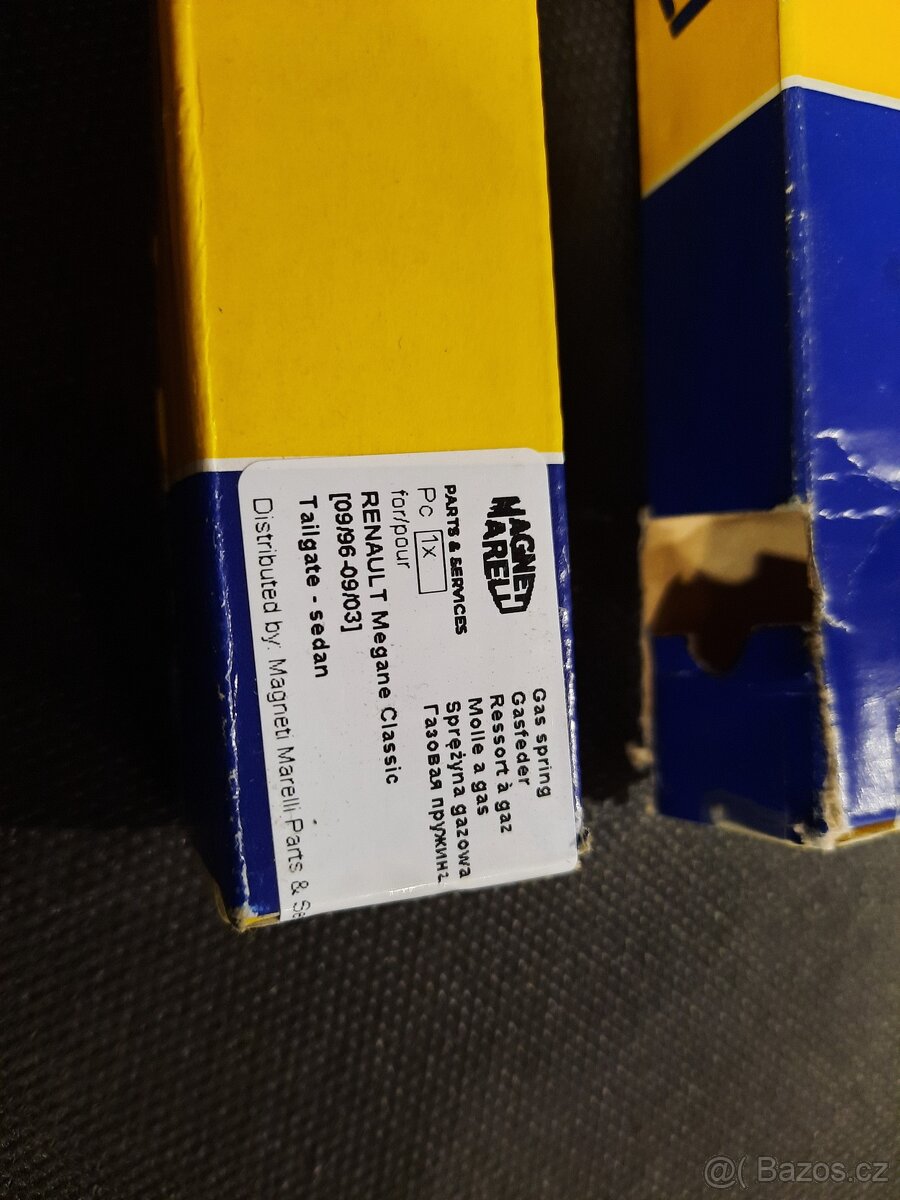 MAGNETI
MARELLI
PARTS & SERVICES
Pc 1x
for/pour
RENAULT Megane Classic
[09/96-09/03]
Tailgate - sedan
Distributed by: Magneti Marelli Parts &
Gas spring
Gasfeder
Ressort à gaz
Molle a gas
Sprężyna gazowa
Газовая пружина
@( Bazos.cz